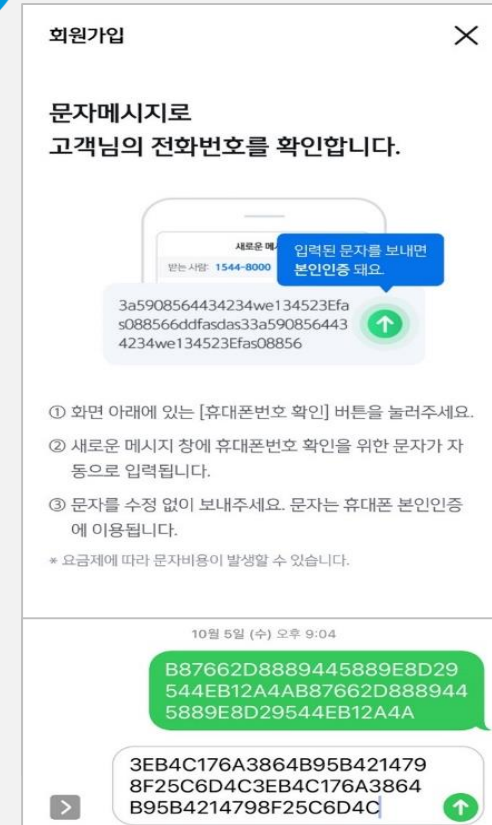 회원가입
문자메시지로
고객님의 전화번호를 확인합니다.
새로운 메
입력된 문자를 보내면
받는 사람: 1544-8000
본인인증 돼요.
3a5908564434234we134523Efa
s088566ddfasdas33a590856443
4234we134523Efas08856
① 화면 아래에 있는 [휴대폰번호 확인] 버튼을 눌러주세요.
② 새로운 메시지 창에 휴대폰번호 확인을 위한 문자가 자
동으로 입력됩니다.
③ 문자를 수정 없이 보내주세요. 문자는 휴대폰 본인인증
에 이용됩니다.
* 요금제에 따라 문자비용이 발생할 수 있습니다.
10월 5일 (수) 오후 9:04
B87662D8889445889E8D29
544EB12A4AB87662D888944
5889E8D29544EB12A4A
3EB4C176A3864B95B421479
8F25C6D4C3EB4C176A3864
B95B4214798F25C6D4C